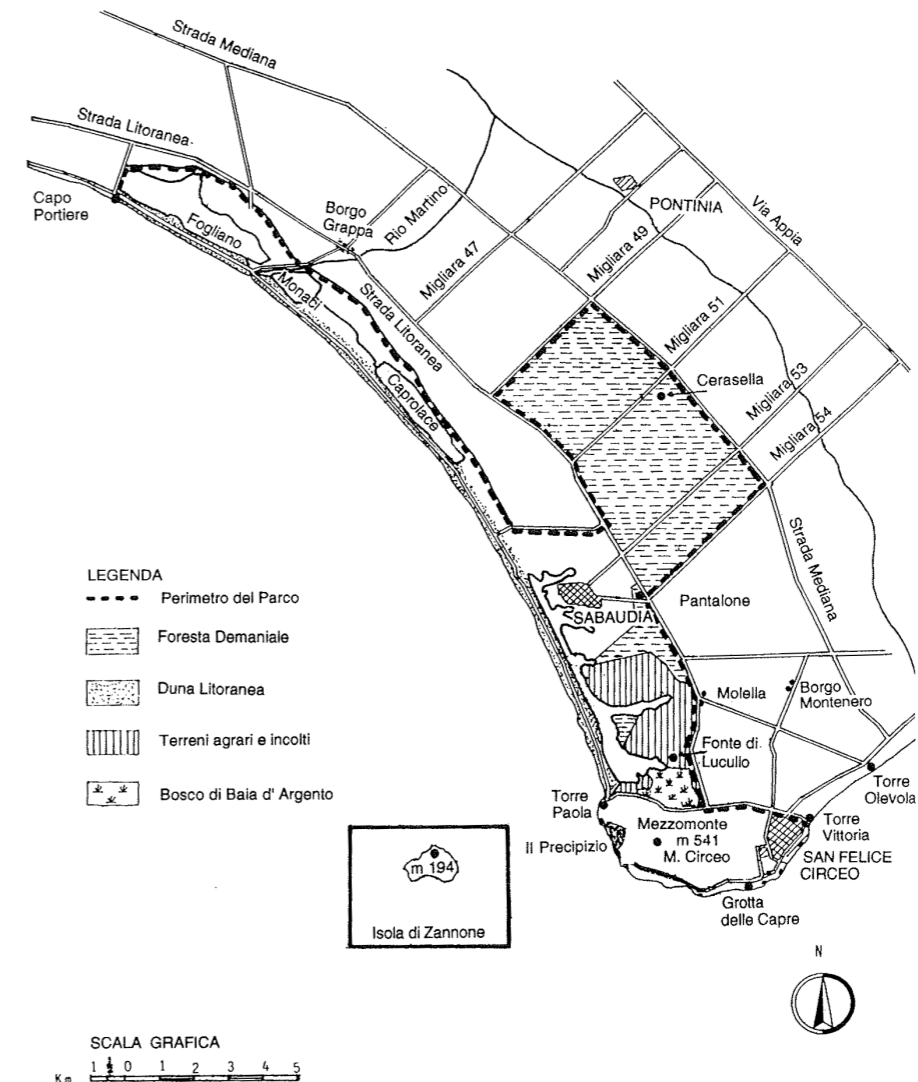 Strada Mediana
Strada Litoranea
Capo
Portiere
Fogliano
Borgo
Grappa
Rio Martino
Monaci
Migliara 47
PONTINIA
Via Appia
Migliara 49
Strada Litoranea
Migliara 51
Caprolace
Cerasella
Migliara 53
Migliara 54
Strada Mediana
LEGENDA
Perimetro del Parco
Foresta Demaniale
Duna Litoranea
Terreni agrari e incolti
Bosco di Baia d' Argento
SABAUDIA
Pantalone
Molella
Borgo
Montenero
Fonte di
Lucullo
Torre
Olevola
Torre
Paola
Mezzomonte
m 541
M. Circeo
Torre
Vittoria
Il Precipizio
SAN FELICE
CIRCEO
Grotta
delle Capre
m 194
Isola di Zannone
N
SCALA GRAFICA
Km 1 ½ 0 1 2 3 4 5